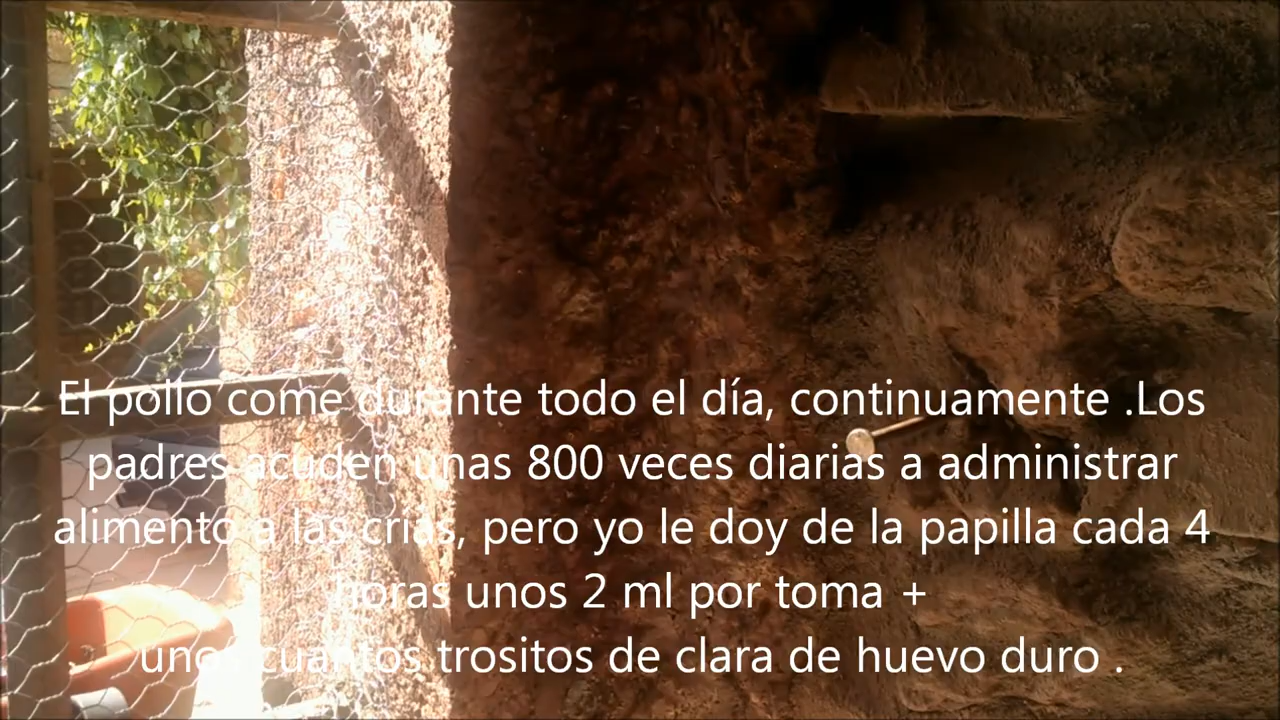 El pollo come durante todo el día, continuamente .Los
padres acuden unas 800 veces diarias a administrar
alimento a las crias, pero yo le doy de la papilla cada 4
horas unos 2 ml por toma +
unos cuantos trositos de clara de huevo duro .